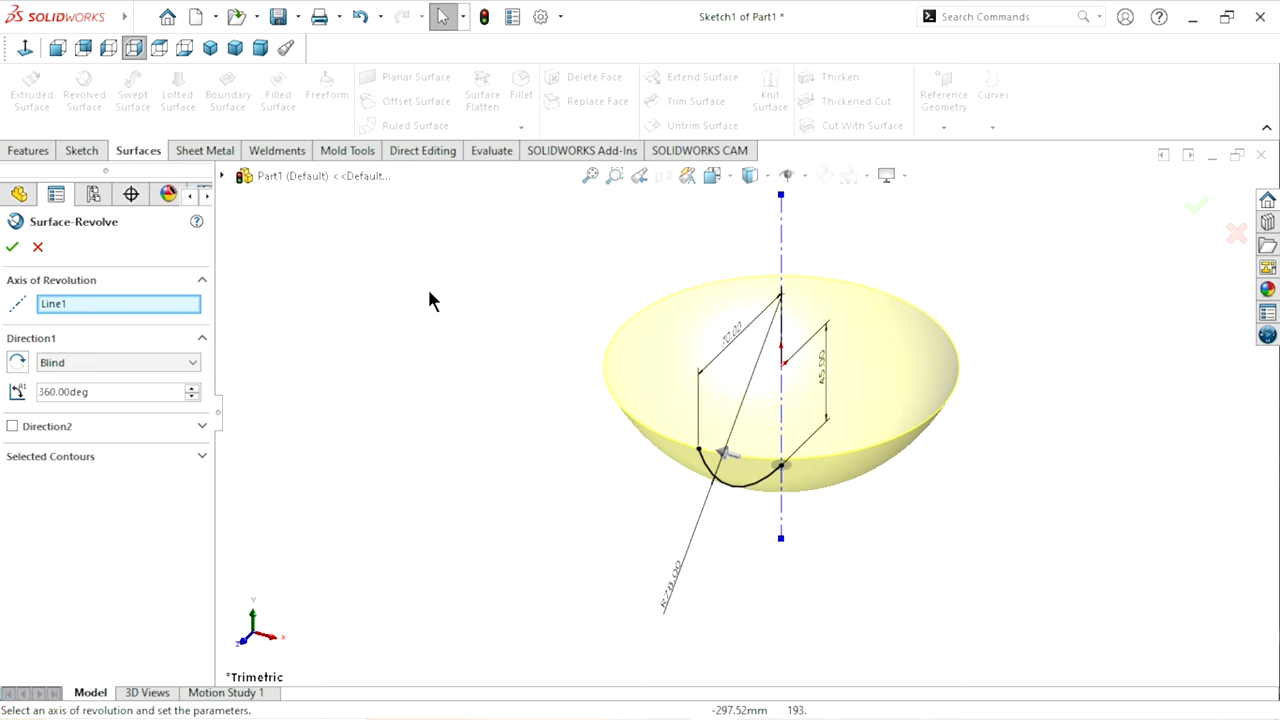 SOLIDWORKS
Sketch1 of Part1 *
Search Commands
Extruded Surface
Revolved Surface
Swept Surface
Lofted Surface
Boundary Surface
Filled Surface
Freeform
Planar Surface
Offset Surface
Ruled Surface
Surface Flatten
Fillet
Delete Face
Replace Face
Extend Surface
Trim Surface
Untrim Surface
Knit Surface
Thicken
Thickened Cut
Cut With Surface
Reference Geometry
Curves
Features Sketch Surfaces Sheet Metal Weldments Mold Tools Direct Editing Evaluate SOLIDWORKS Add-Ins SOLIDWORKS CAM
Part1 (Default) <<Default...
Surface-Revolve
Axis of Revolution
Line1
Direction1
Blind
R1
360.00deg
Direction2
Selected Contours
70.00
45.00
R78.00
Y
X
Z
*Trimetric
Model 3D Views Motion Study 1
Select an axis of revolution and set the parameters.
-297.52mm 193.